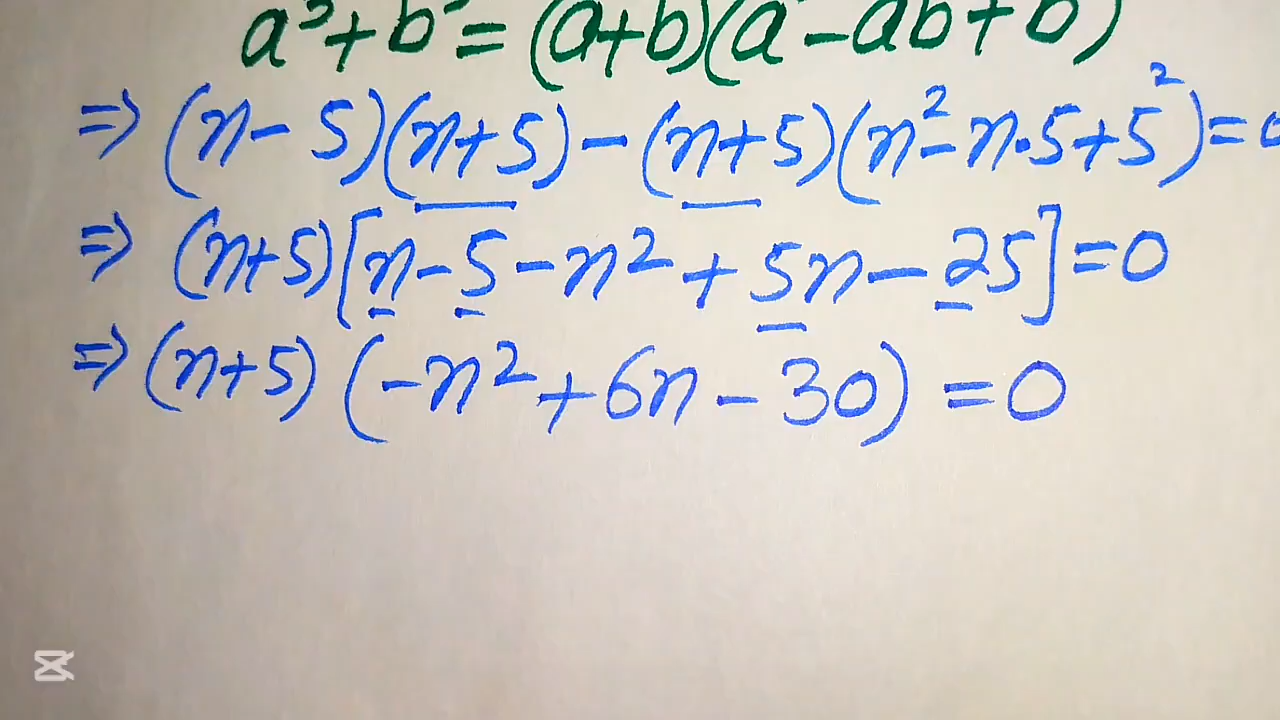 a³+b³=(a+b)(a²-ab+b²)
⇒ (n-5)(n+5)-(n+5)(n²-n·5+5²)=0
⇒ (n+5)[n-5-n²+5n-25]=0
⇒ (n+5)(-n²+6n-30)=0